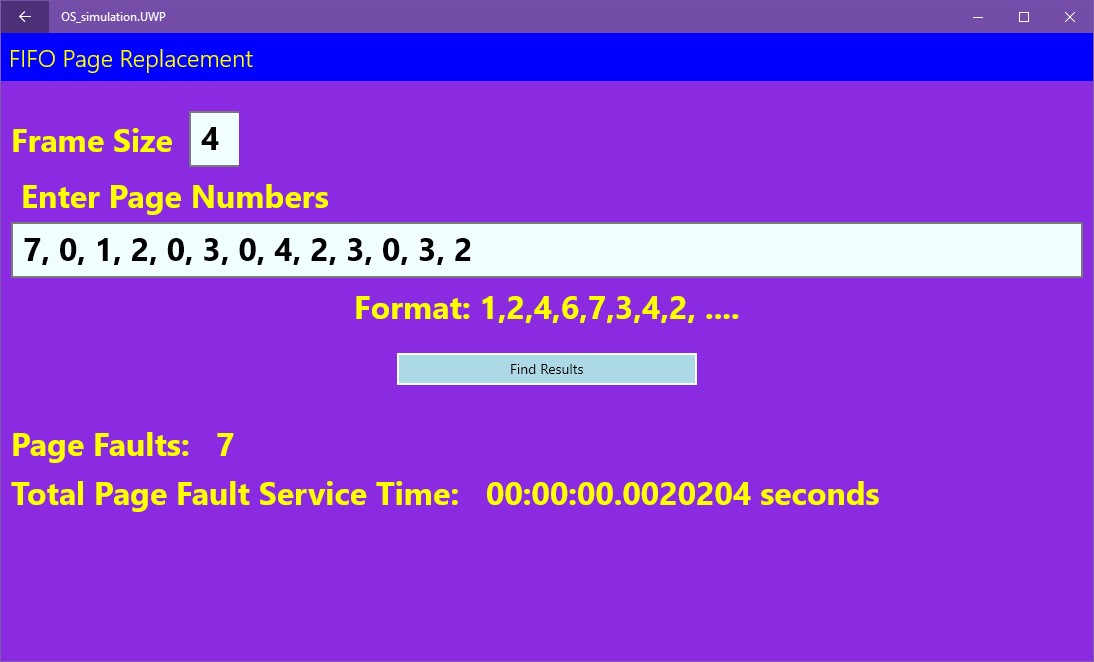 OS_simulation.UWP
FIFO Page Replacement
Frame Size 4
Enter Page Numbers
7, 0, 1, 2, 0, 3, 0, 4, 2, 3, 0, 3, 2
Format: 1,2,4,6,7,3,4,2, ....
Find Results
Page Faults: 7
Total Page Fault Service Time: 00:00:00.0020204 seconds